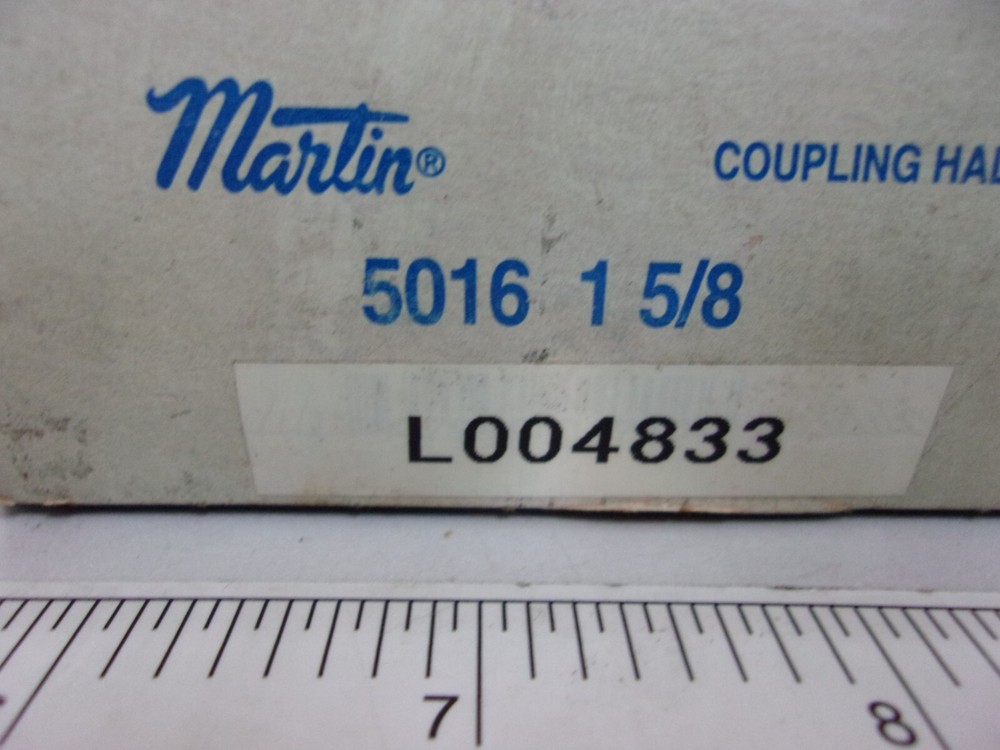 Martin®
COUPLING HAL
5016 1 5/8
L004833
7 8